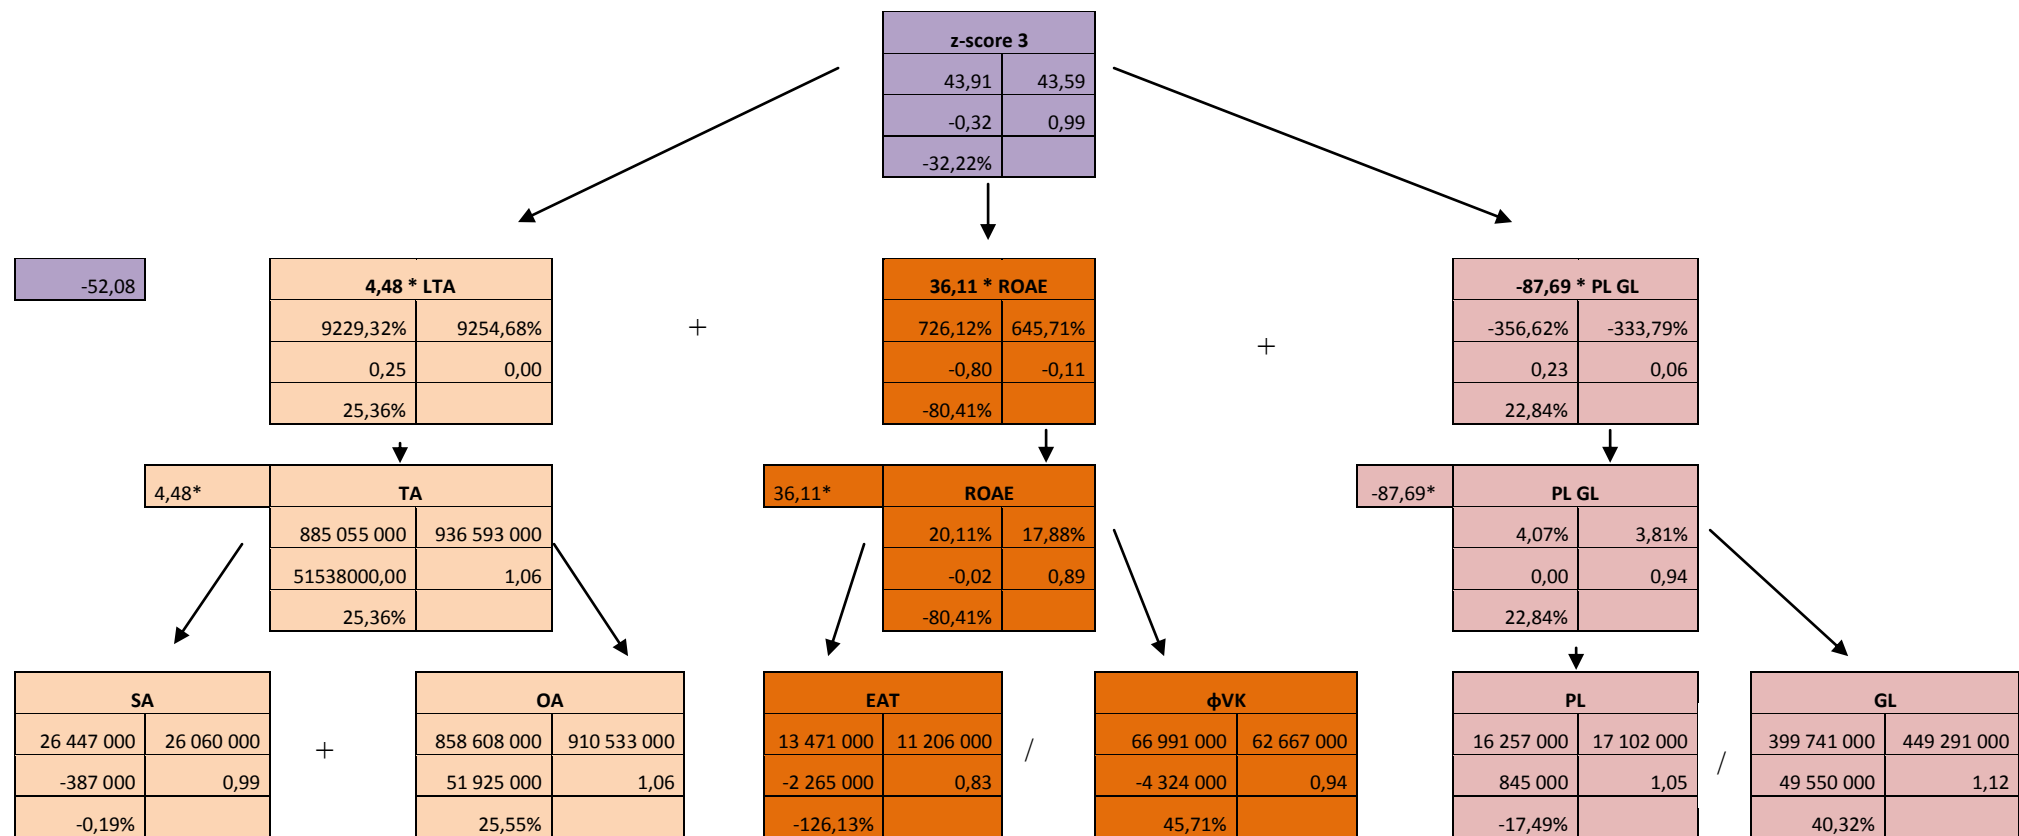 z-score 3
43,91 43,59
-0,32 0,99
-32,22%
-52,08
4,48 * LTA
9229,32% 9254,68%
0,25 0,00
25,36%
+
36,11 * ROAE
726,12% 645,71%
-0,80 -0,11
-80,41%
+
-87,69 * PL GL
-356,62% -333,79%
0,23 0,06
22,84%
4,48* TA
885 055 000 936 593 000
51538000,00 1,06
25,36%
36,11* ROAE
20,11% 17,88%
-0,02 0,89
-80,41%
-87,69* PL GL
4,07% 3,81%
0,00 0,94
22,84%
SA
26 447 000 26 060 000
-387 000 0,99
-0,19%
+
OA
858 608 000 910 533 000
51 925 000 1,06
25,55%
EAT
13 471 000 11 206 000
-2 265 000 0,83
-126,13%
/
ϕVK
66 991 000 62 667 000
-4 324 000 0,94
45,71%
PL
16 257 000 17 102 000
845 000 1,05
-17,49%
/
GL
399 741 000 449 291 000
49 550 000 1,12
40,32%